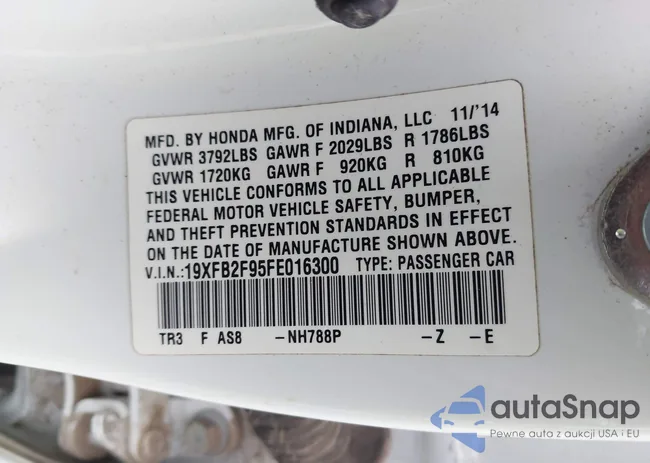 MFD. BY HONDA MFG. OF INDIANA, LLC 11/'14
GVWR 3792LBS GAWR F 2029LBS R 1786LBS
GVWR 1720KG GAWR F 920KG R 810KG
THIS VEHICLE CONFORMS TO ALL APPLICABLE
FEDERAL MOTOR VEHICLE SAFETY, BUMPER,
AND THEFT PREVENTION STANDARDS IN EFFECT
ON THE DATE OF MANUFACTURE SHOWN ABOVE.
V.I.N.:19XFB2F95FE016300 TYPE: PASSENGER CAR
TR3 F AS8 -NH788P -Z -E
autoSnap
Pewne auta z aukcji USA i EU